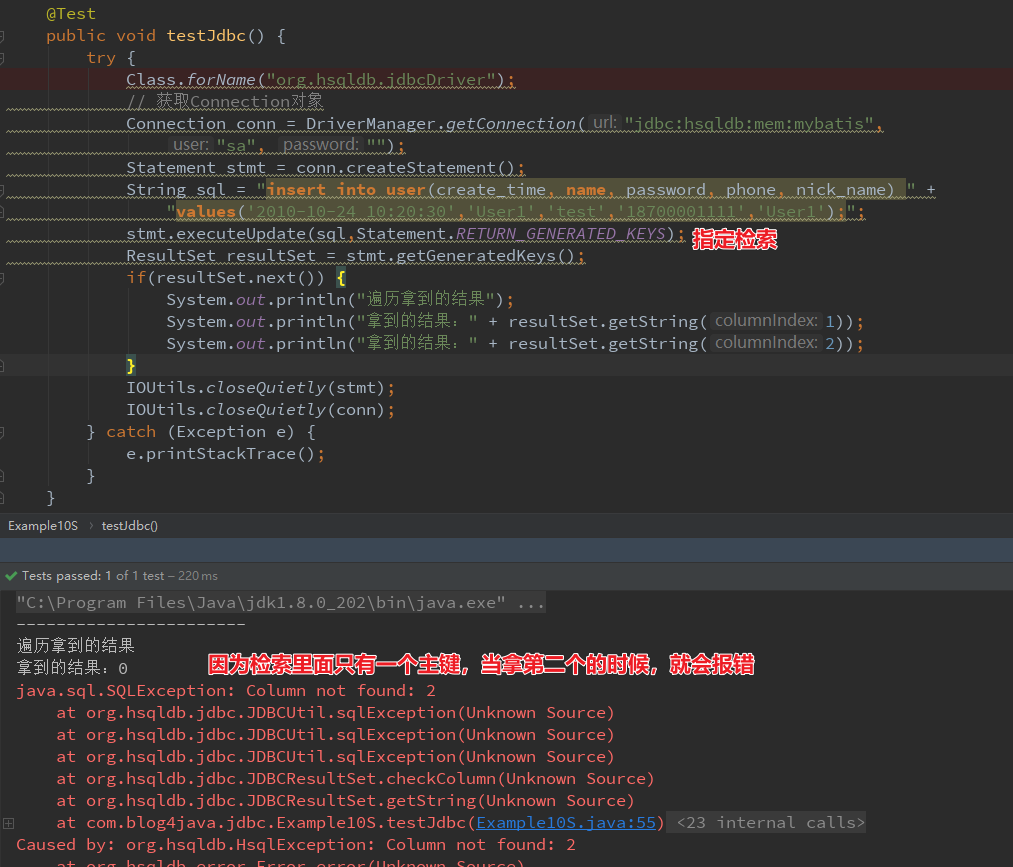 @Test
public void testJdbc() {
try {
Class.forName("org.hsqldb.jdbcDriver");
// 获取Connection对象
Connection conn = DriverManager.getConnection( url: "jdbc:hsqldb:mem:mybatis",
user: "sa", password: "");
Statement stmt = conn.createStatement();
String sql = "insert into user(create_time, name, password, phone, nick_name) " +
"values('2010-10-24 10:20:30','User1','test','18700001111','User1');";
stmt.executeUpdate(sql,Statement.RETURN_GENERATED_KEYS); 指定检索
ResultSet resultSet = stmt.getGeneratedKeys();
if(resultSet.next()) {
System.out.println("遍历拿到的结果");
System.out.println("拿到的结果：" + resultSet.getString( columnIndex: 1));
System.out.println("拿到的结果：" + resultSet.getString( columnIndex: 2));
}
IOUtils.closeQuietly(stmt);
IOUtils.closeQuietly(conn);
} catch (Exception e) {
e.printStackTrace();
}
}
Example10S › testJdbc()
Tests passed: 1 of 1 test – 220 ms
"C:\Program Files\Java\jdk1.8.0_202\bin\java.exe" ...
-----------------------
遍历拿到的结果
拿到的结果：0 因为检索里面只有一个主键，当拿第二个的时候，就会报错
java.sql.SQLException: Column not found: 2
at org.hsqldb.jdbc.JDBCUtil.sqlException(Unknown Source)
at org.hsqldb.jdbc.JDBCUtil.sqlException(Unknown Source)
at org.hsqldb.jdbc.JDBCUtil.sqlException(Unknown Source)
at org.hsqldb.jdbc.JDBCResultSet.checkColumn(Unknown Source)
at org.hsqldb.jdbc.JDBCResultSet.getString(Unknown Source)
at com.blog4java.jdbc.Example10S.testJdbc(Example10S.java:55) <23 internal calls>
Caused by: org.hsqldb.HsqlException: Column not found: 2
at org.hsqldb.error.Error.error(Unknown Source)